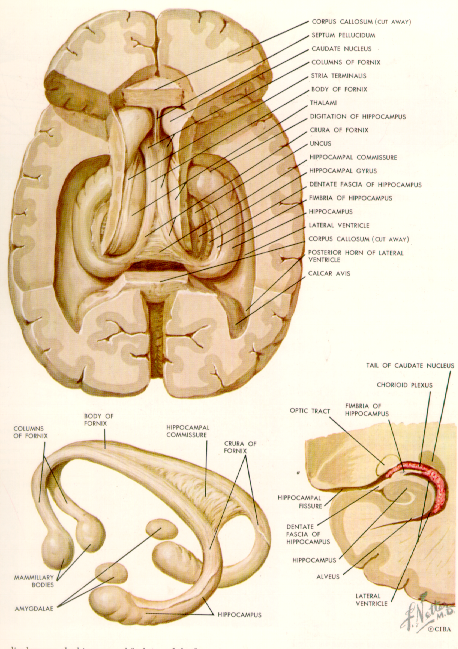 CORPUS CALLOSUM (CUT AWAY)
SEPTUM PELLUCIDUM
CAUDATE NUCLEUS
COLUMNS OF FORNIX
STRIA TERMINALIS
BODY OF FORNIX
THALAMI
DIGITATION OF HIPPOCAMPUS
CRURA OF FORNIX
UNCUS
HIPPOCAMPAL COMMISSURE
HIPPOCAMPAL GYRUS
DENTATE FASCIA OF HIPPOCAMPUS
FIMBRIA OF HIPPOCAMPUS
HIPPOCAMPUS
LATERAL VENTRICLE
CORPUS CALLOSUM (CUT AWAY)
POSTERIOR HORN OF LATERAL
VENTRICLE
CALCAR AVIS
COLUMNS
OF FORNIX
BODY OF
FORNIX
HIPPOCAMPAL
COMMISSURE
CRURA OF
FORNIX
MAMMILLARY
BODIES
AMYGDALAE
HIPPOCAMPUS
TAIL OF CAUDATE NUCLEUS
CHORIOID PLEXUS
FIMBRIA OF
HIPPOCAMPUS
OPTIC TRACT
HIPPOCAMPAL
FISSURE
DENTATE
FASCIA OF
HIPPOCAMPUS
HIPPOCAMPUS
ALVEUS
LATERAL
VENTRICLE
F. Netter
M.D.
© CIBA